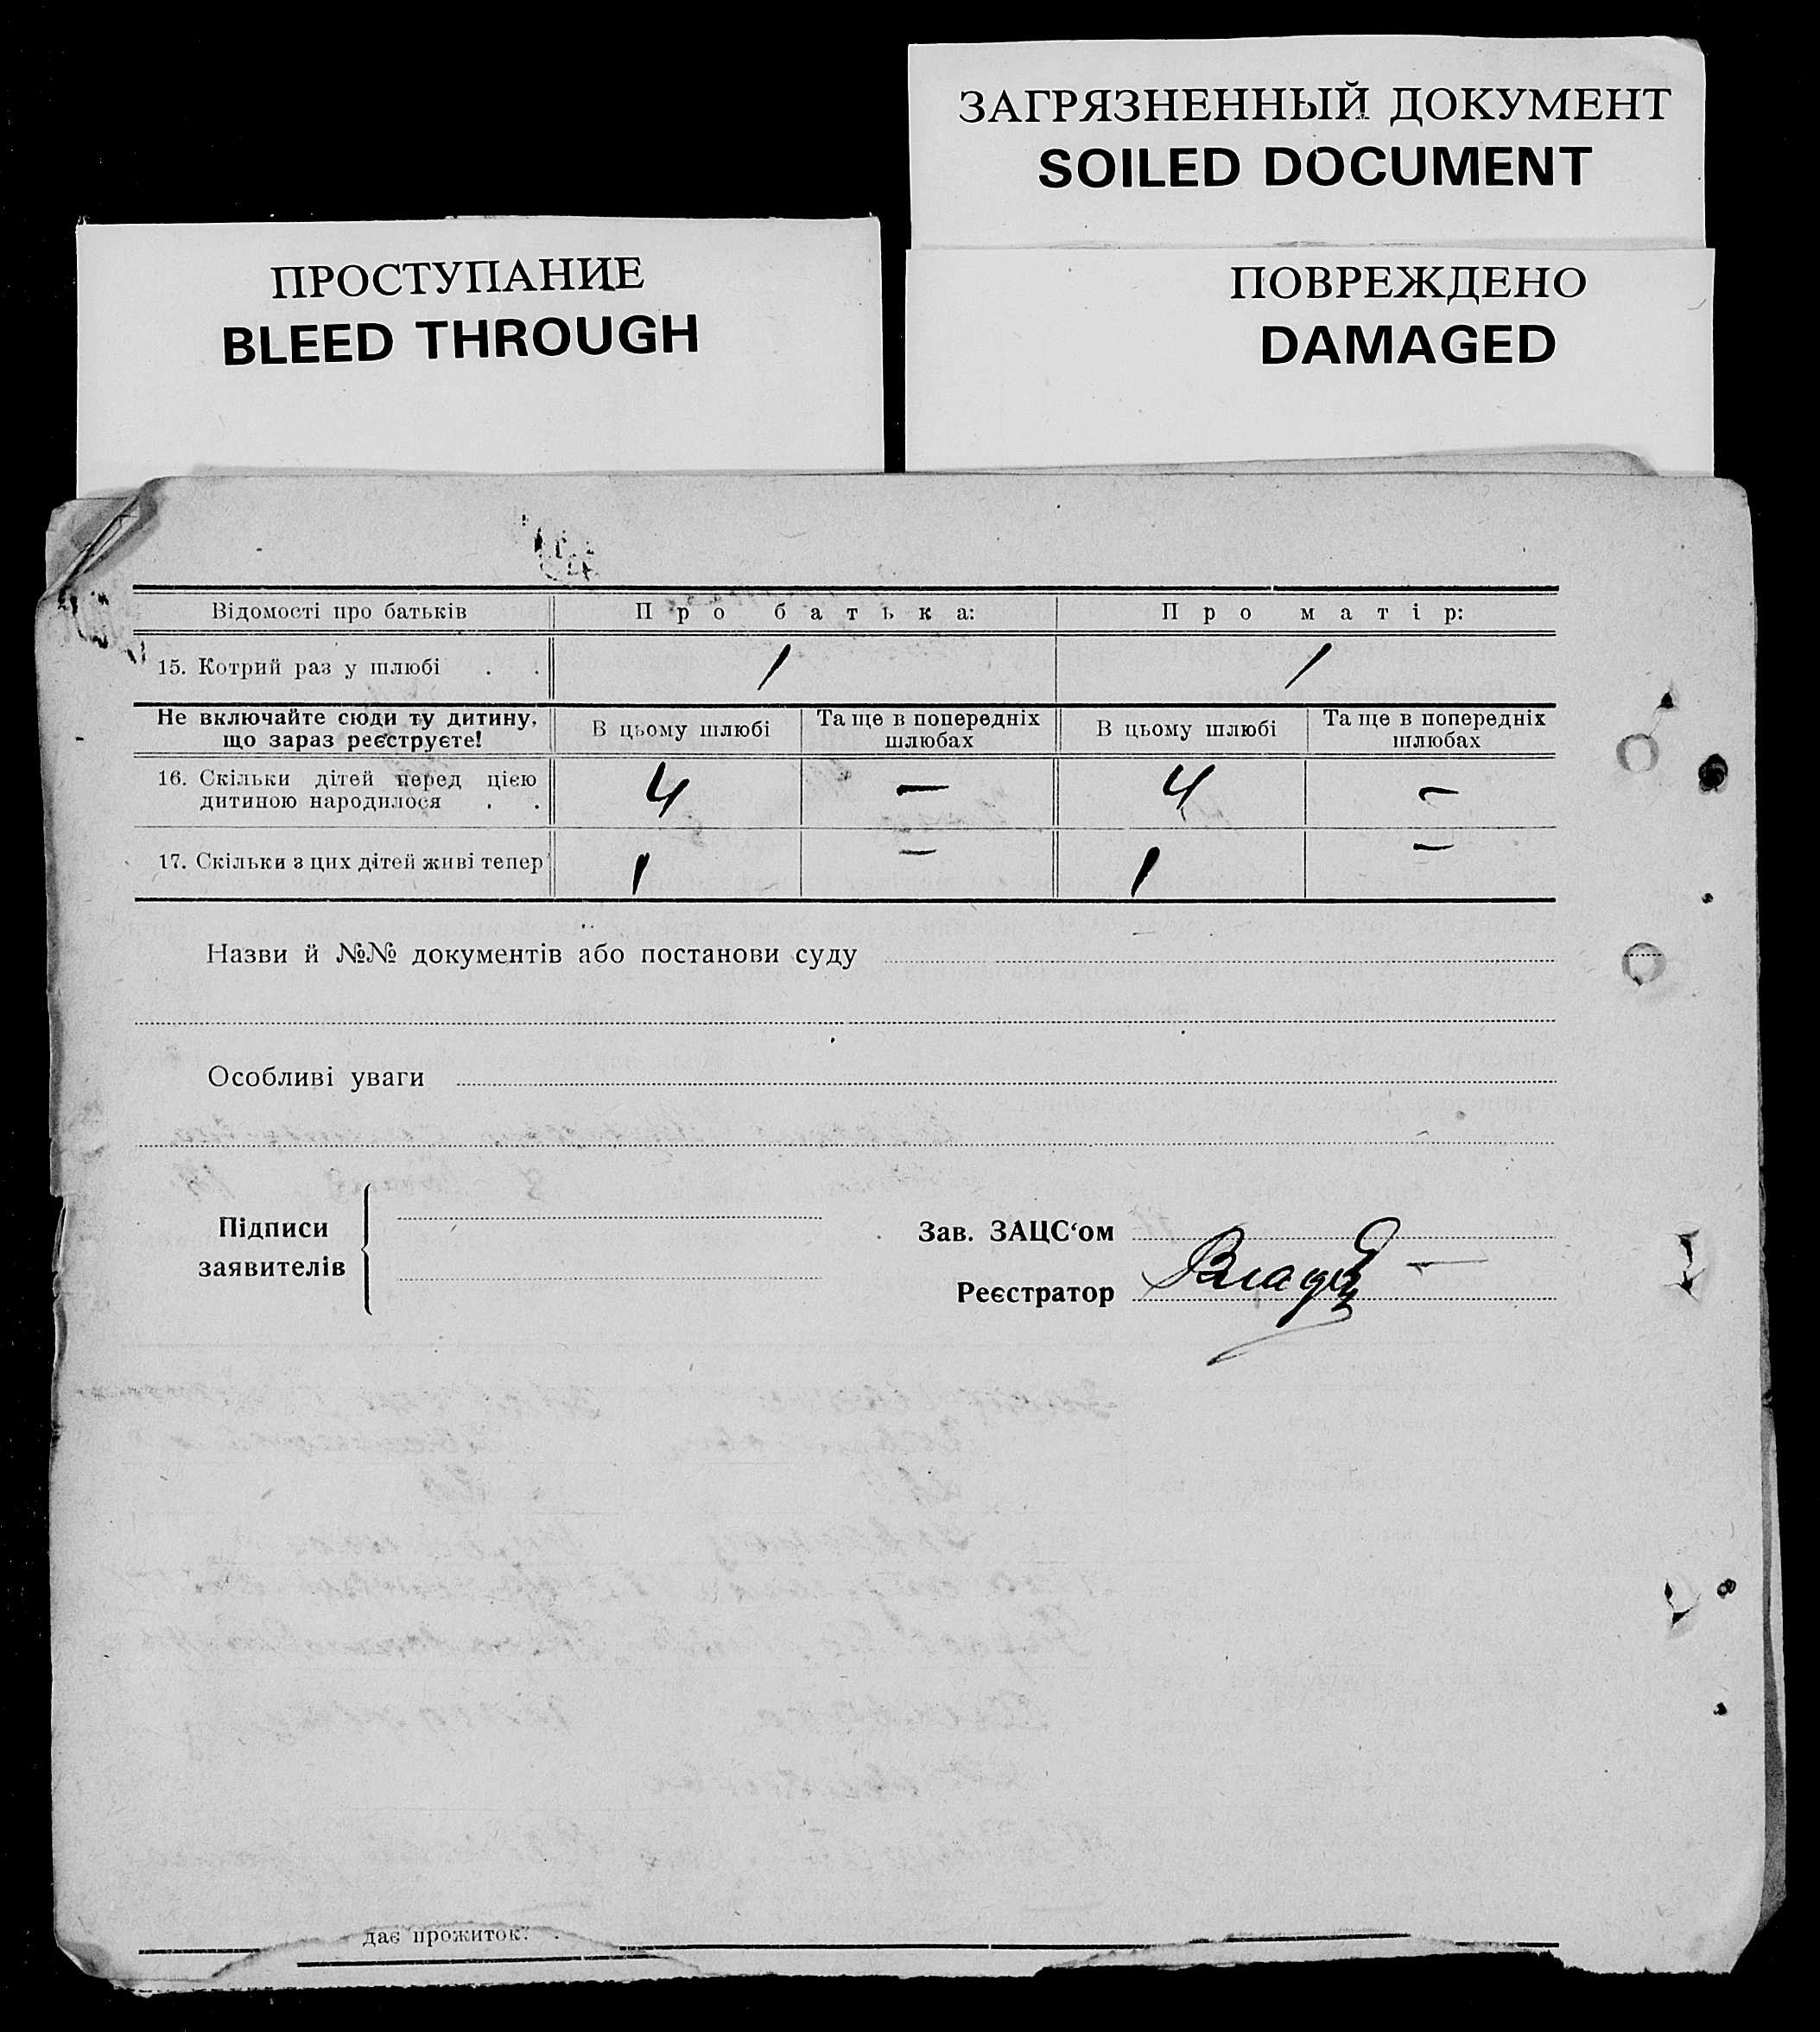 ЗАГРЯЗНЕННЫЙ ДОКУМЕНТ
SOILED DOCUMENT
ПРОСТУПАНИЕ
BLEED THROUGH
ПОВРЕЖДЕНО
DAMAGED
Відомості про батьків Про батька: Про матір:
15. Котрий раз у шлюбі . . 1 1
Не включайте сюди ту дитину, що зараз реєструєте! В цьому шлюбі Та ще в попередніх шлюбах В цьому шлюбі Та ще в попередніх шлюбах
16. Скільки дітей перед цією дитиною народилося . . 4 — 4 —
17. Скільки з цих дітей живі тепер 1 — 1 —
Назви й №№ документів або постанови суду
Особливі уваги
Підписи заявителів
Зав. ЗАЦС‘ом
Реєстратор
дає прожиток.